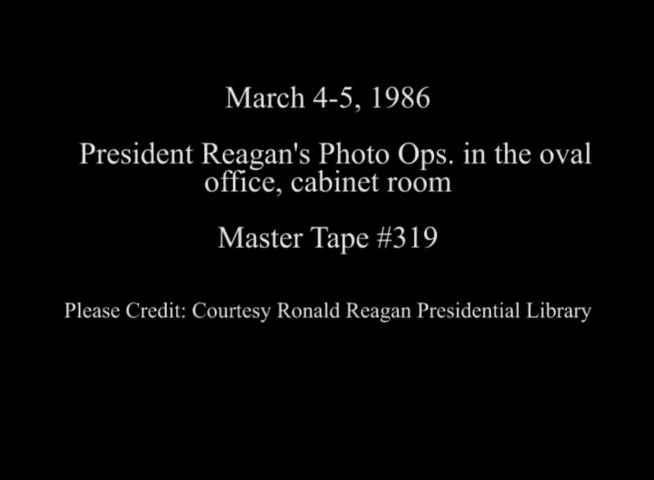 March 4-5, 1986
President Reagan's Photo Ops. in the oval
office, cabinet room
Master Tape #319
Please Credit: Courtesy Ronald Reagan Presidential Library